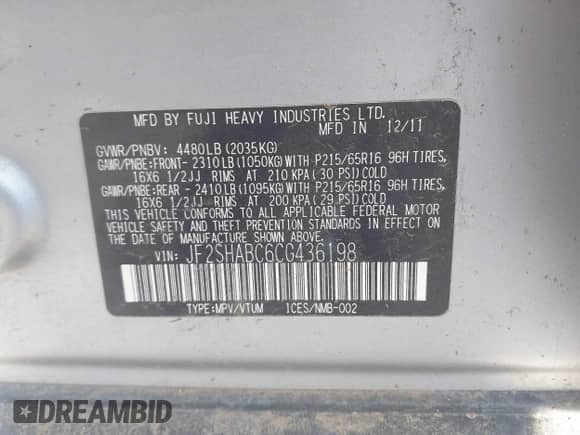 MFD BY FUJI HEAVY INDUSTRIES LTD.
MFD IN 12/11
GVWR/PNBV: 4480LB (2035KG)
GAWR/PNBE:FRONT- 2310LB(1050KG)WITH P215/65R16 96H TIRES,
16X6 1/2JJ RIMS AT 210 KPA( 30 PSI)COLD
GAWR/PNBE:REAR - 2410LB(1095KG)WITH P215/65R16 96H TIRES,
16X6 1/2JJ RIMS AT 200 KPA( 29 PSI)COLD
THIS VEHICLE CONFORMS TO ALL APPLICABLE FEDERAL MOTOR
VEHICLE SAFETY AND THEFT PREVENTION STANDARDS IN EFFECT ON
THE DATE OF MANUFACTURE SHOWN ABOVE.
VIN: JF2SHABC6CG436198
TYPE:MPV/VTUM ICES/NMB-002
DREAMBID